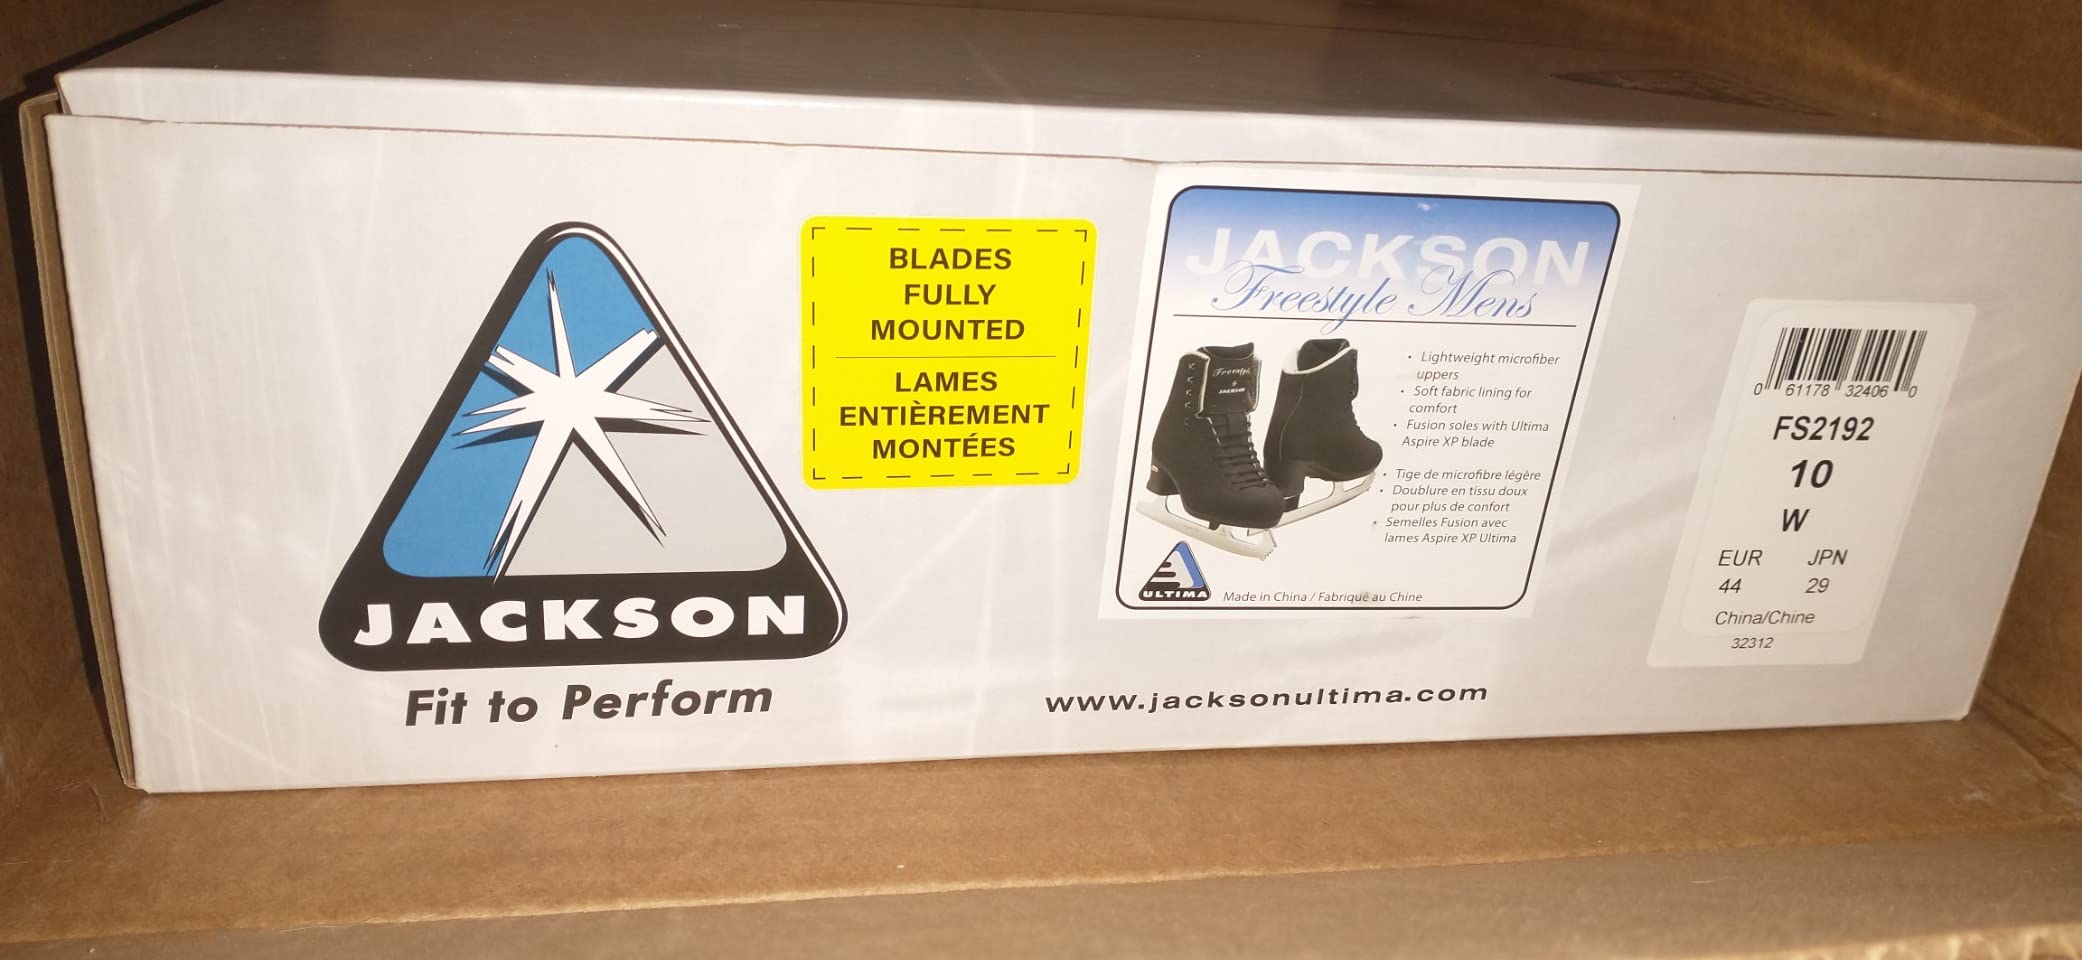 JACKSON
Fit to Perform
BLADES
FULLY
MOUNTED
LAMES
ENTIÈREMENT
MONTÉES
JACKSON
Freestyle Mens
• Lightweight microfiber
uppers
• Soft fabric lining for
comfort
• Fusion soles with Ultima
Aspire XP blade
• Tige de microfibre légère
• Doublure en tissu doux
pour plus de confort
• Semelles Fusion avec
lames Aspire XP Ultima
Freestyle
JACKSON
ULTIMA
Made in China / Fabriqué au Chine
www.jacksonultima.com
0 61178 32406 0
FS2192
10
W
EUR JPN
44 29
China/Chine
32312